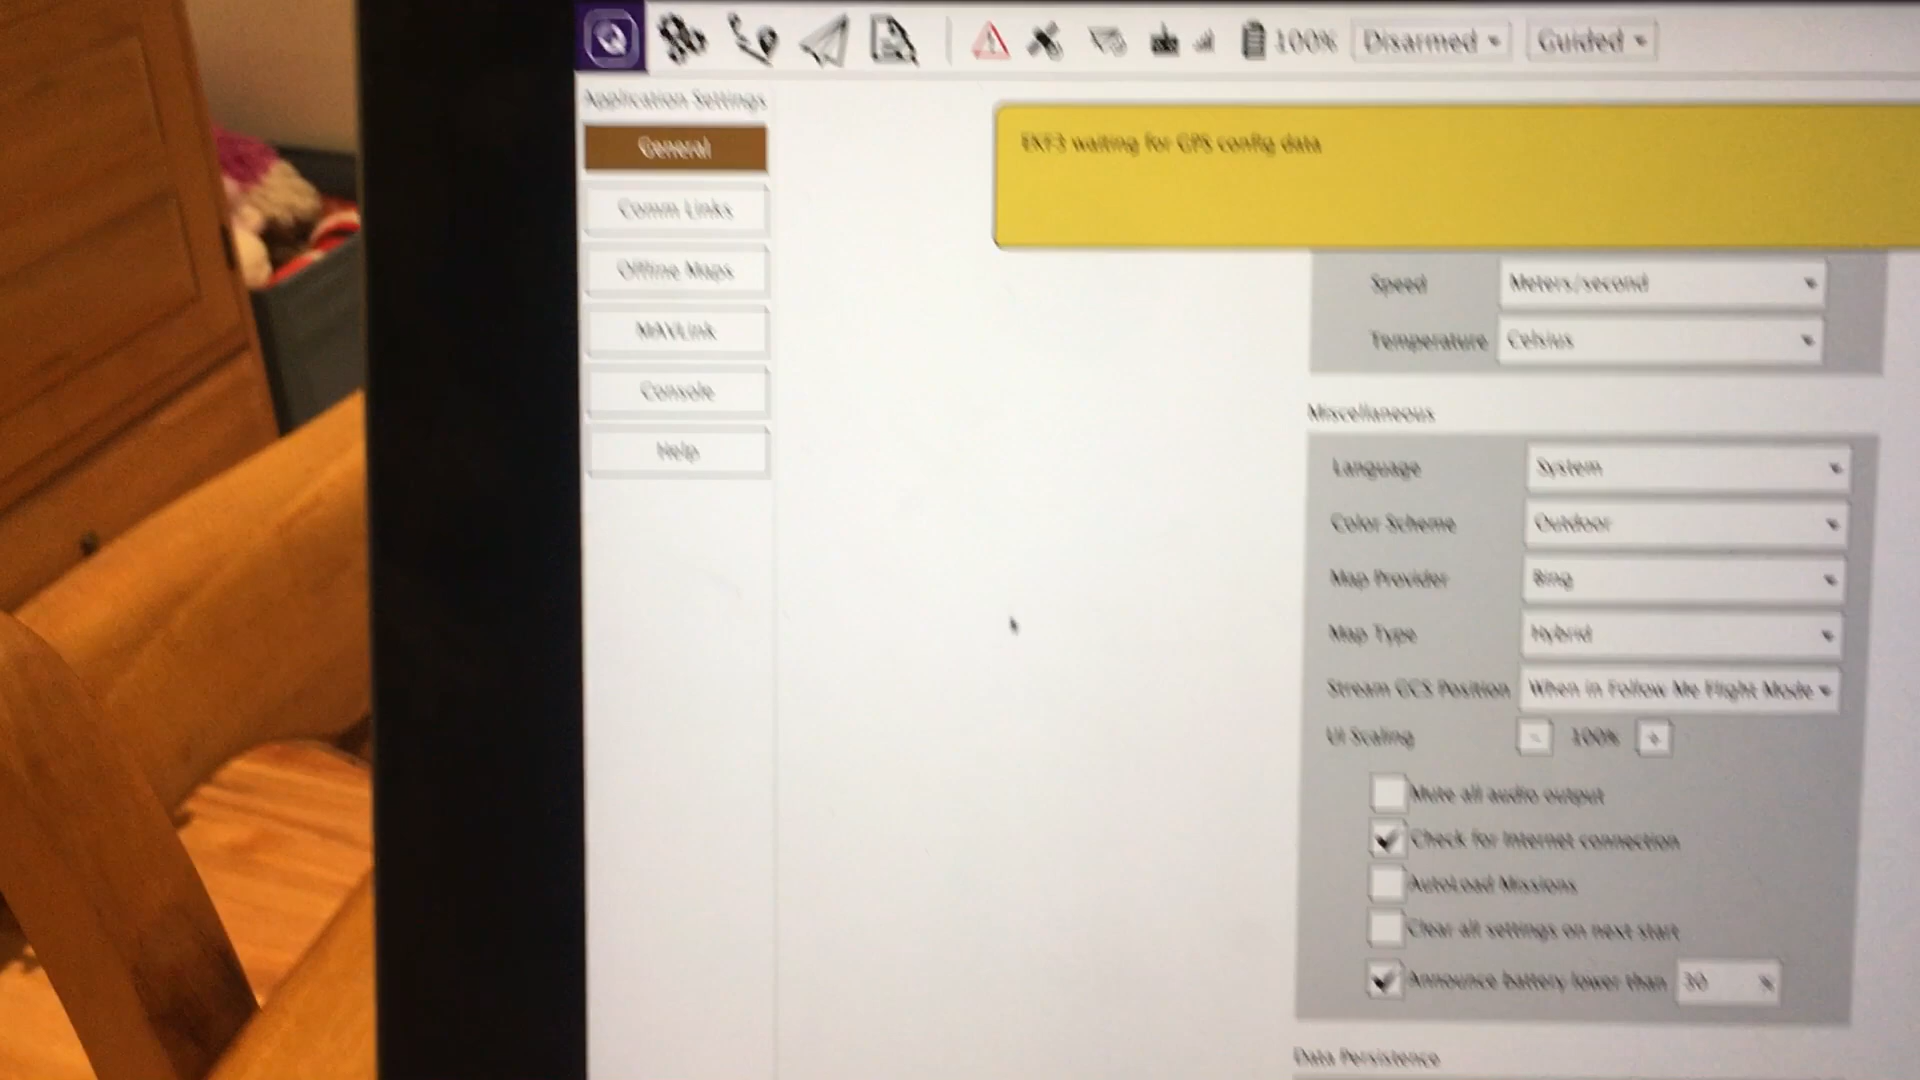 100%
Disarmed
Guided
Application Settings
General
Comm Links
Offline Maps
MAVLink
Console
Help
EKF3 waiting for GPS config data
Speed
Meters/second
Temperature
Celsius
Miscellaneous
Language
System
Color Scheme
Outdoor
Map Provider
Bing
Map Type
Hybrid
Stream GCS Position
When in Follow Me Flight Mode
UI Scaling
- 100% +
Mute all audio output
Check for Internet connection
AutoLoad Missions
Clear all settings on next start
Announce battery lower than 30 %
Data Persistence